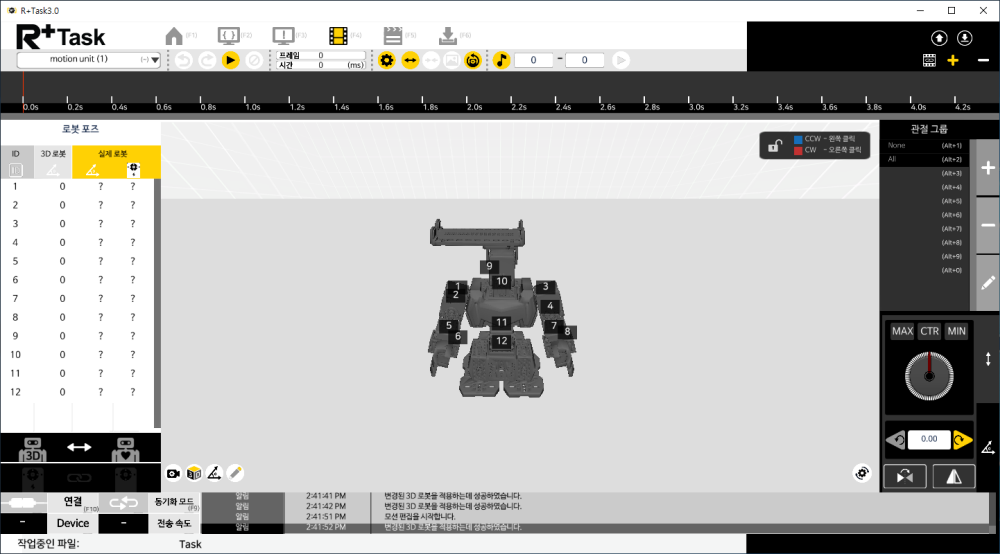 R+Task3.0
R+Task
(F1)
(F2)
(F3)
(F4)
(F5)
(F6)
motion unit (1)
(-)
프레임 0
시간 0 (ms)
0 - 0
0.0s 0.2s 0.4s 0.6s 0.8s 1.0s 1.2s 1.4s 1.6s 1.8s 2.0s 2.2s 2.4s 2.6s 2.8s 3.0s 3.2s 3.4s 3.6s 3.8s 4.0s 4.2s
로봇 포즈
ID 3D 로봇 실제 로봇
1 0 ? ?
2 0 ? ?
3 0 ? ?
4 0 ? ?
5 0 ? ?
6 0 ? ?
7 0 ? ?
8 0 ? ?
9 0 ? ?
10 0 ? ?
11 0 ? ?
12 0 ? ?
3D
CCW - 왼쪽 클릭
CW - 오른쪽 클릭
9
10
1
2
3
4
5
6
11
12
7
8
3D
관절 그룹
None (Alt+1)
All (Alt+2)
(Alt+3)
(Alt+4)
(Alt+5)
(Alt+6)
(Alt+7)
(Alt+8)
(Alt+9)
(Alt+0)
MAX CTR MIN
0.00
연결 (F10)
동기화 모드 (F9)
- Device
- 전송 속도
알림 2:41:41 PM 변경된 3D 로봇을 적용하는데 성공하였습니다.
알림 2:41:42 PM 변경된 3D 로봇을 적용하는데 성공하였습니다.
알림 2:41:51 PM 모션 편집을 시작합니다.
알림 2:41:52 PM 변경된 3D 로봇을 적용하는데 성공하였습니다.
작업중인 파일: Task